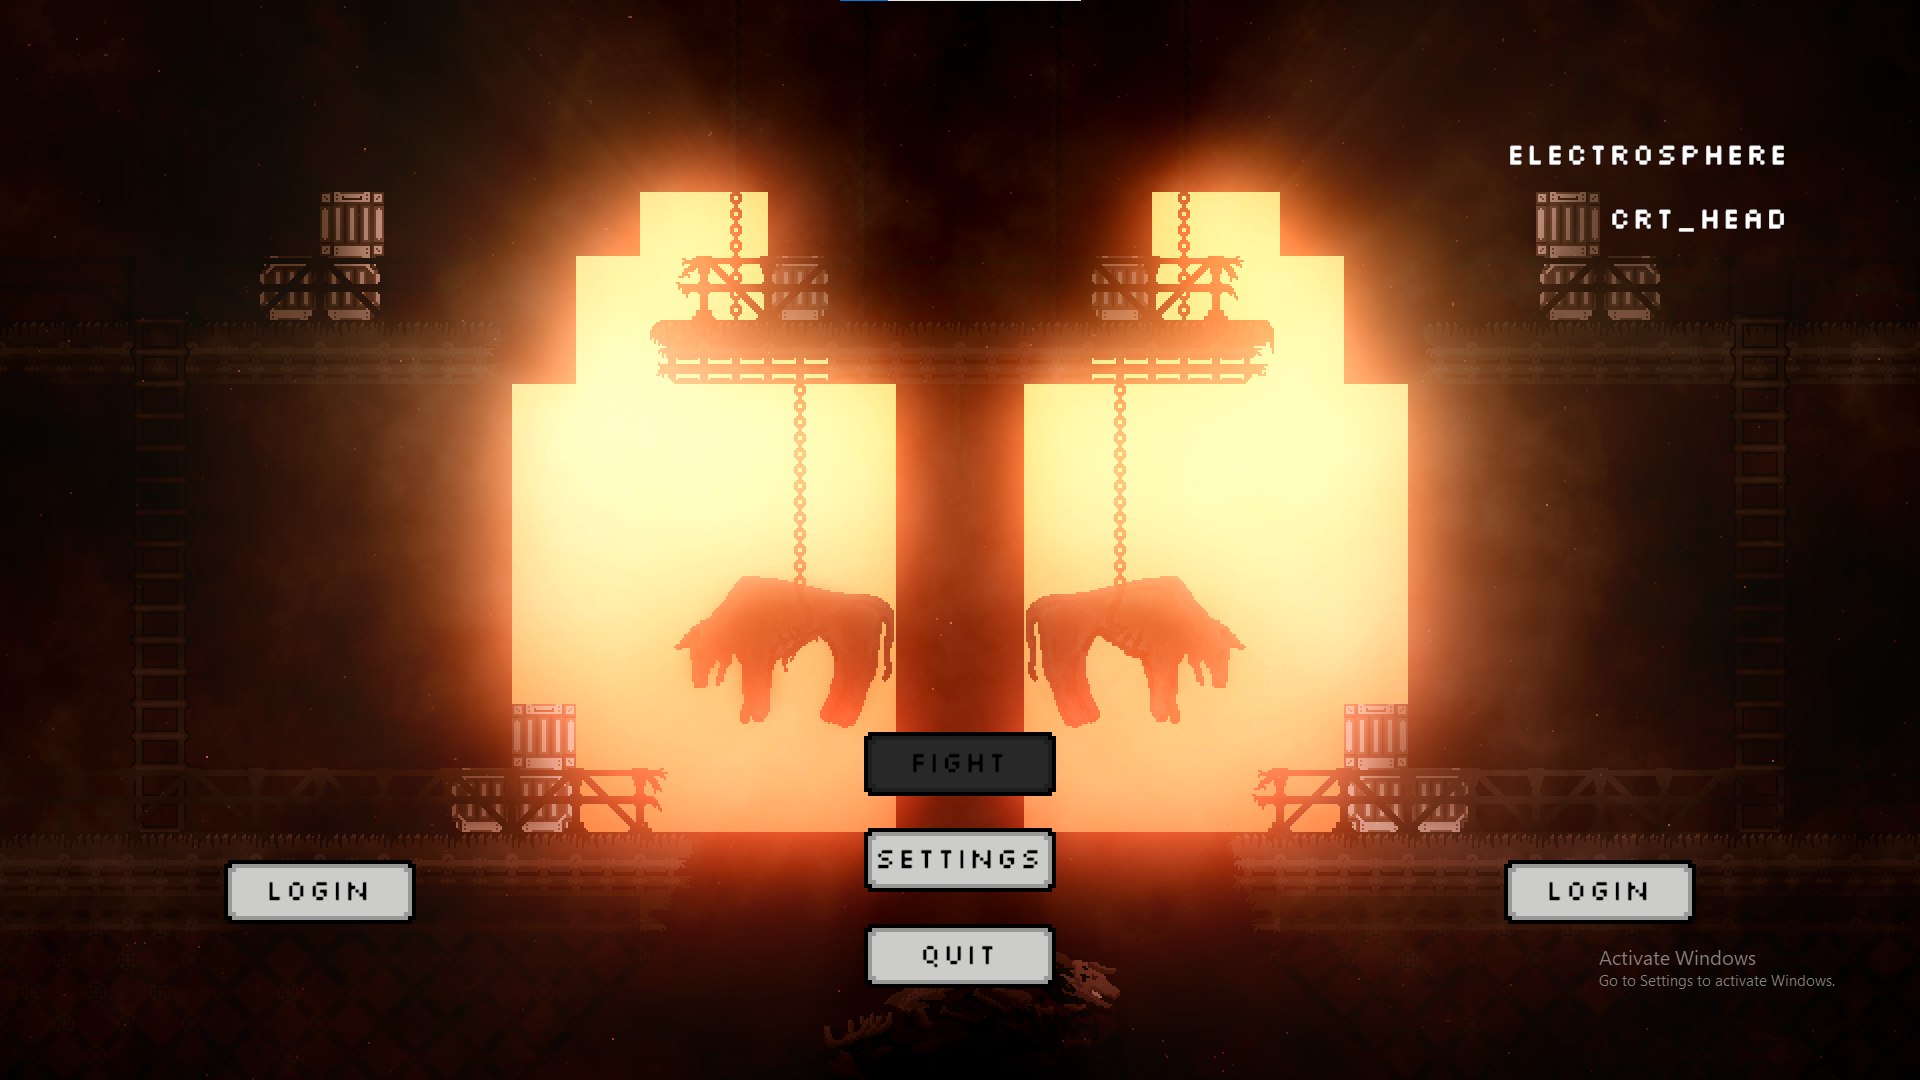 ELECTROSPHERE
CRT_HEAD
FIGHT
SETTINGS
LOGIN
LOGIN
QUIT
Activate Windows
Go to Settings to activate Windows.